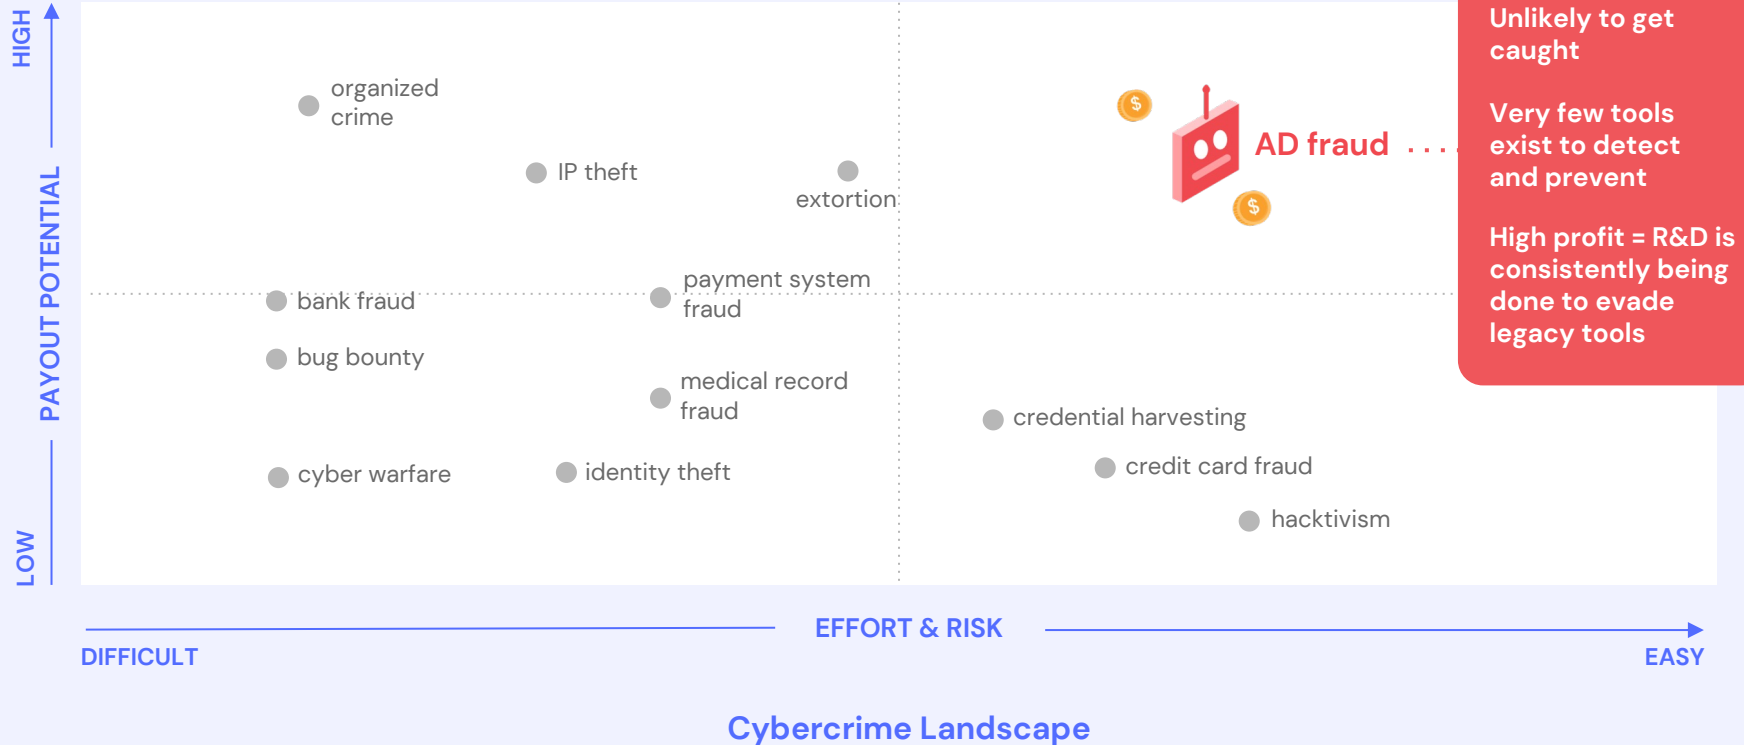 HIGH
PAYOUT POTENTIAL
LOW
organized
crime
IP theft
extortion
$
$
AD fraud
Unlikely to get
caught
Very few tools
exist to detect
and prevent
High profit = R&D is
consistently being
done to evade
legacy tools
bank fraud
payment system
fraud
bug bounty
medical record
fraud
credential harvesting
cyber warfare
identity theft
credit card fraud
hacktivism
EFFORT & RISK
DIFFICULT
EASY
Cybercrime Landscape